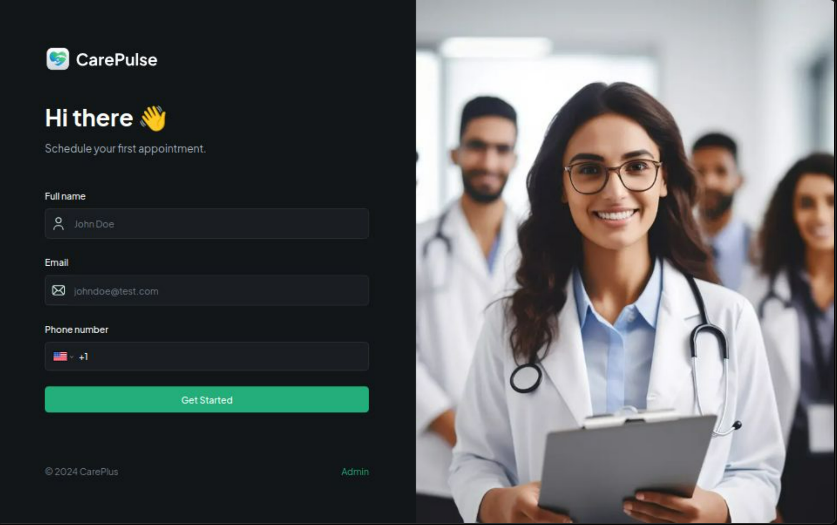 CarePulse
Hi there 👋
Schedule your first appointment.
Full name
John Doe
Email
johndoe@test.com
Phone number
+1
Get Started
© 2024 CarePlus
Admin